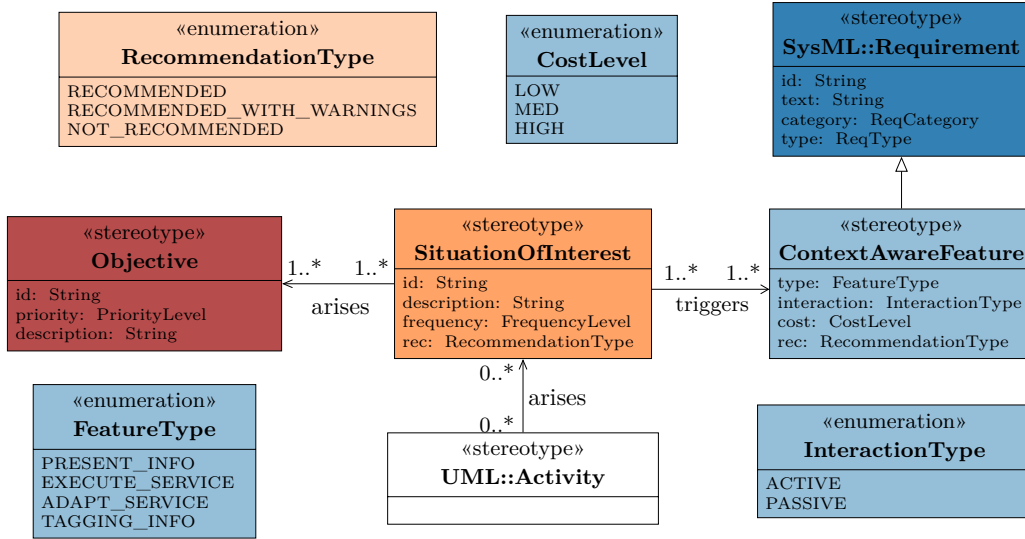 «enumeration»
RecommendationType
RECOMMENDED
RECOMMENDED_WITH_WARNINGS
NOT_RECOMMENDED
«enumeration»
CostLevel
LOW
MED
HIGH
«stereotype»
SysML::Requirement
id: String
text: String
category: ReqCategory
type: ReqType
«stereotype»
Objective
id: String
priority: PriorityLevel
description: String
1..*
1..*
arises
«stereotype»
SituationOfInterest
id: String
description: String
frequency: FrequencyLevel
rec: RecommendationType
1..*
1..*
triggers
«stereotype»
ContextAwareFeature
type: FeatureType
interaction: InteractionType
cost: CostLevel
rec: RecommendationType
0..*
arises
0..*
«enumeration»
FeatureType
PRESENT_INFO
EXECUTE_SERVICE
ADAPT_SERVICE
TAGGING_INFO
«stereotype»
UML::Activity
«enumeration»
InteractionType
ACTIVE
PASSIVE